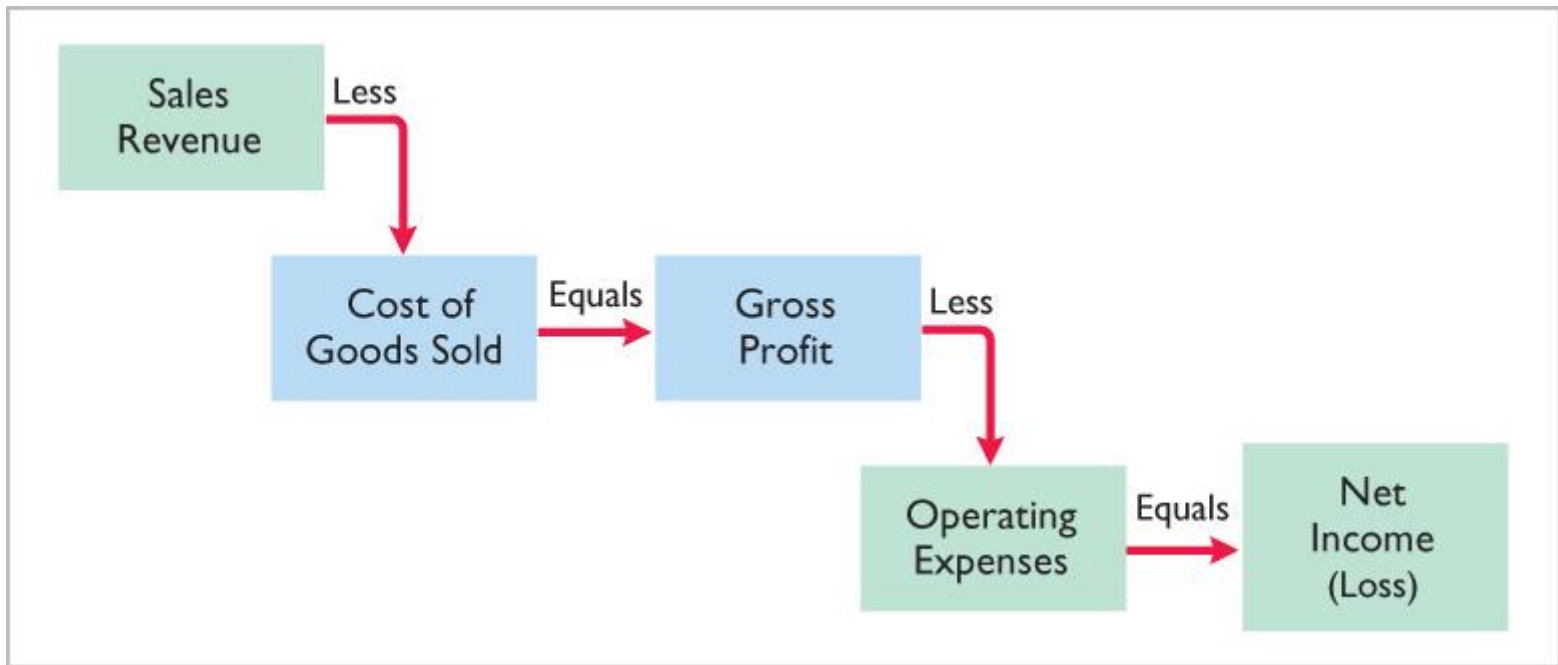 Sales
Revenue
Less
Cost of
Goods Sold
Equals
Gross
Profit
Less
Operating
Expenses
Equals
Net
Income
(Loss)